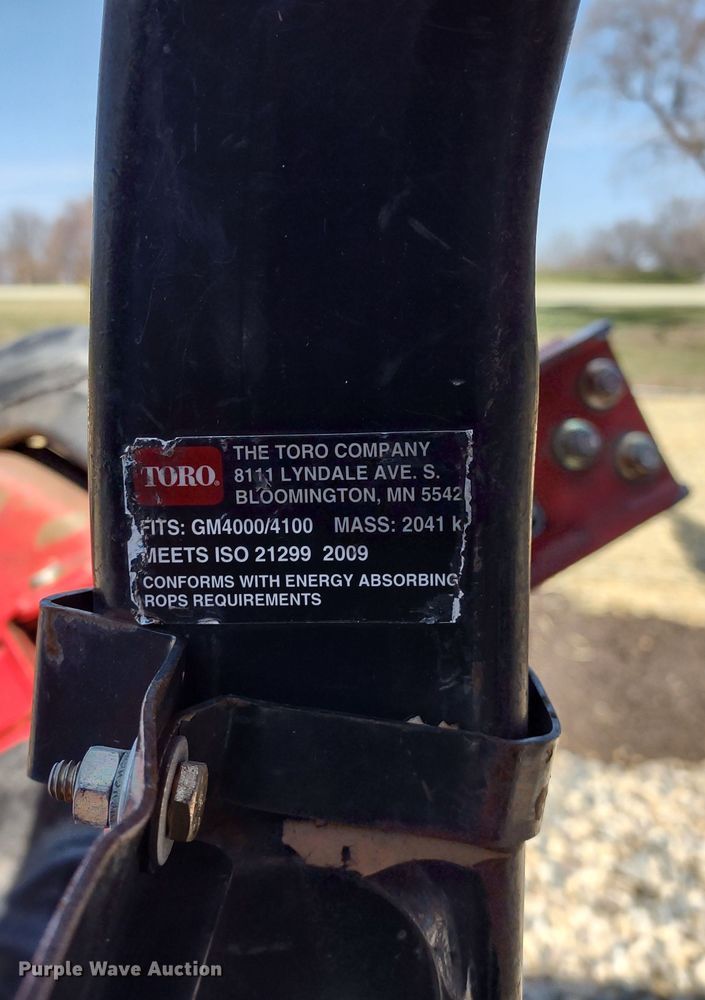 TORO.
THE TORO COMPANY
8111 LYNDALE AVE. S.
BLOOMINGTON, MN 5542
FITS: GM4000/4100 MASS: 2041 k
MEETS ISO 21299 2009
CONFORMS WITH ENERGY ABSORBING
ROPS REQUIREMENTS
Purple Wave Auction